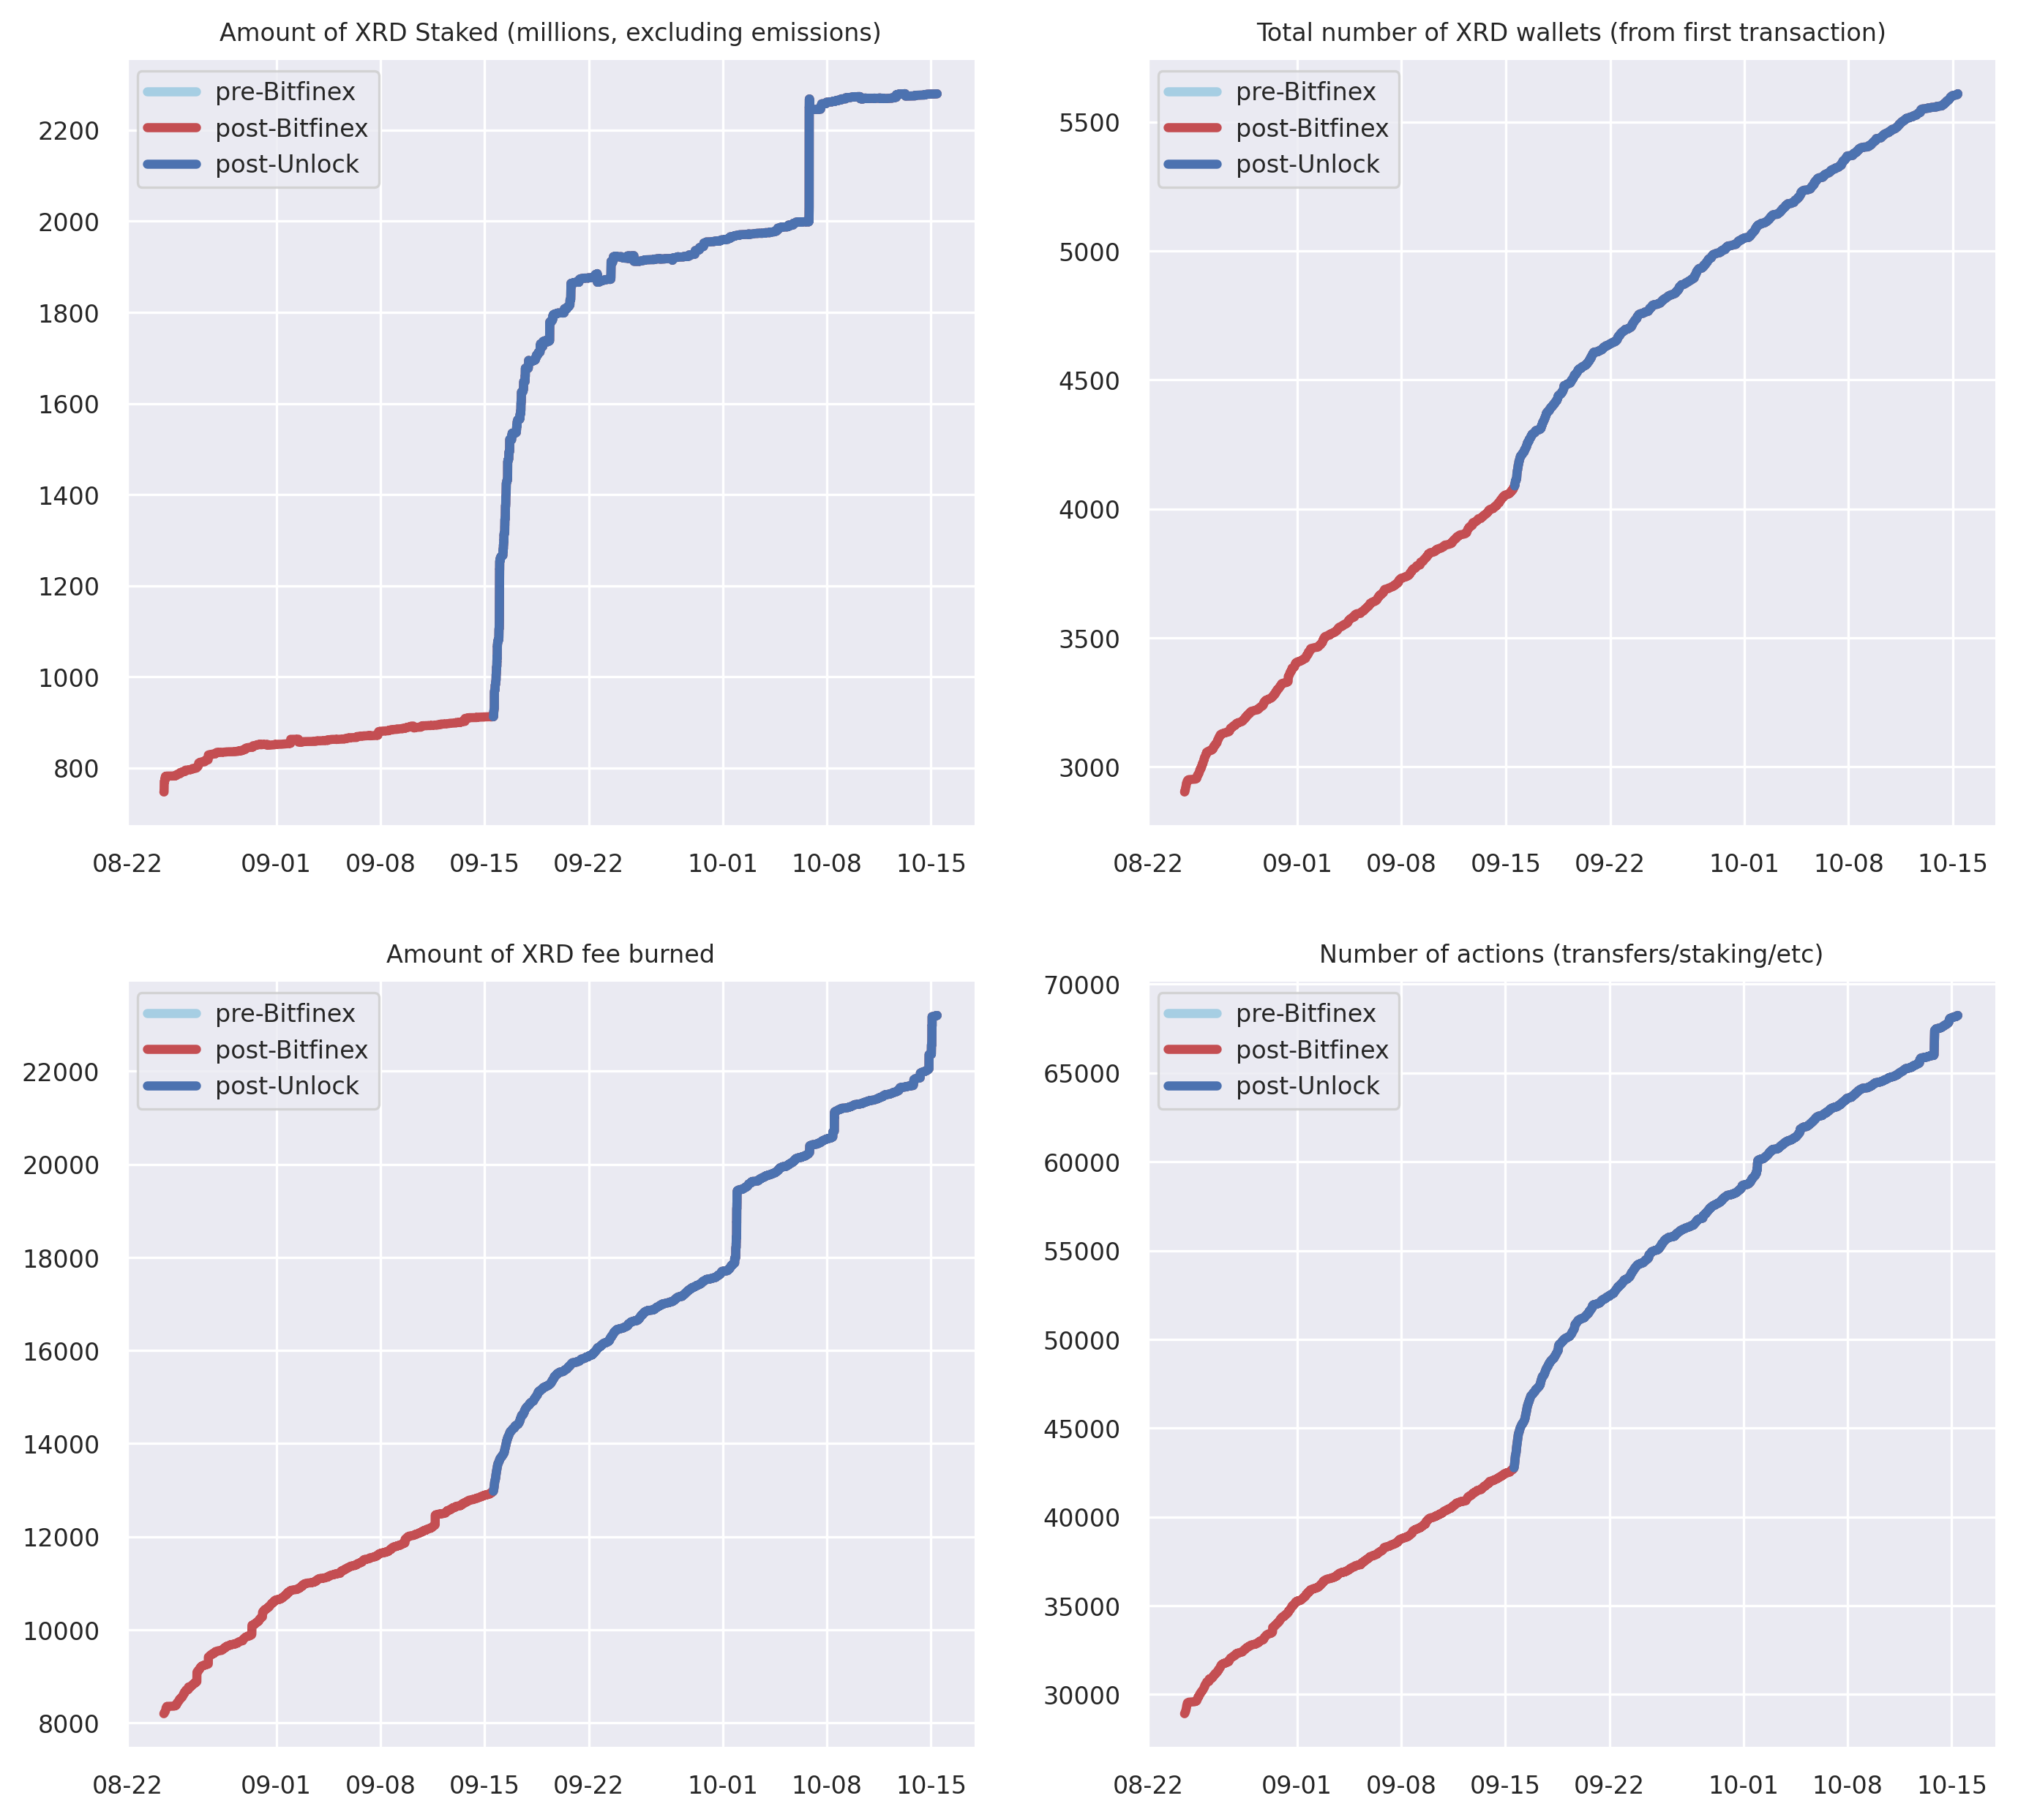 Amount of XRD Staked (millions, excluding emissions)
pre-Bitfinex
post-Bitfinex
post-Unlock
2200
2000
1800
1600
1400
1200
1000
800
08-22 09-01 09-08 09-15 09-22 10-01 10-08 10-15
Total number of XRD wallets (from first transaction)
pre-Bitfinex
post-Bitfinex
post-Unlock
5500
5000
4500
4000
3500
3000
08-22 09-01 09-08 09-15 09-22 10-01 10-08 10-15
Amount of XRD fee burned
pre-Bitfinex
post-Bitfinex
post-Unlock
22000
20000
18000
16000
14000
12000
10000
8000
08-22 09-01 09-08 09-15 09-22 10-01 10-08 10-15
Number of actions (transfers/staking/etc)
70000
pre-Bitfinex
post-Bitfinex
post-Unlock
65000
60000
55000
50000
45000
40000
35000
30000
08-22 09-01 09-08 09-15 09-22 10-01 10-08 10-15